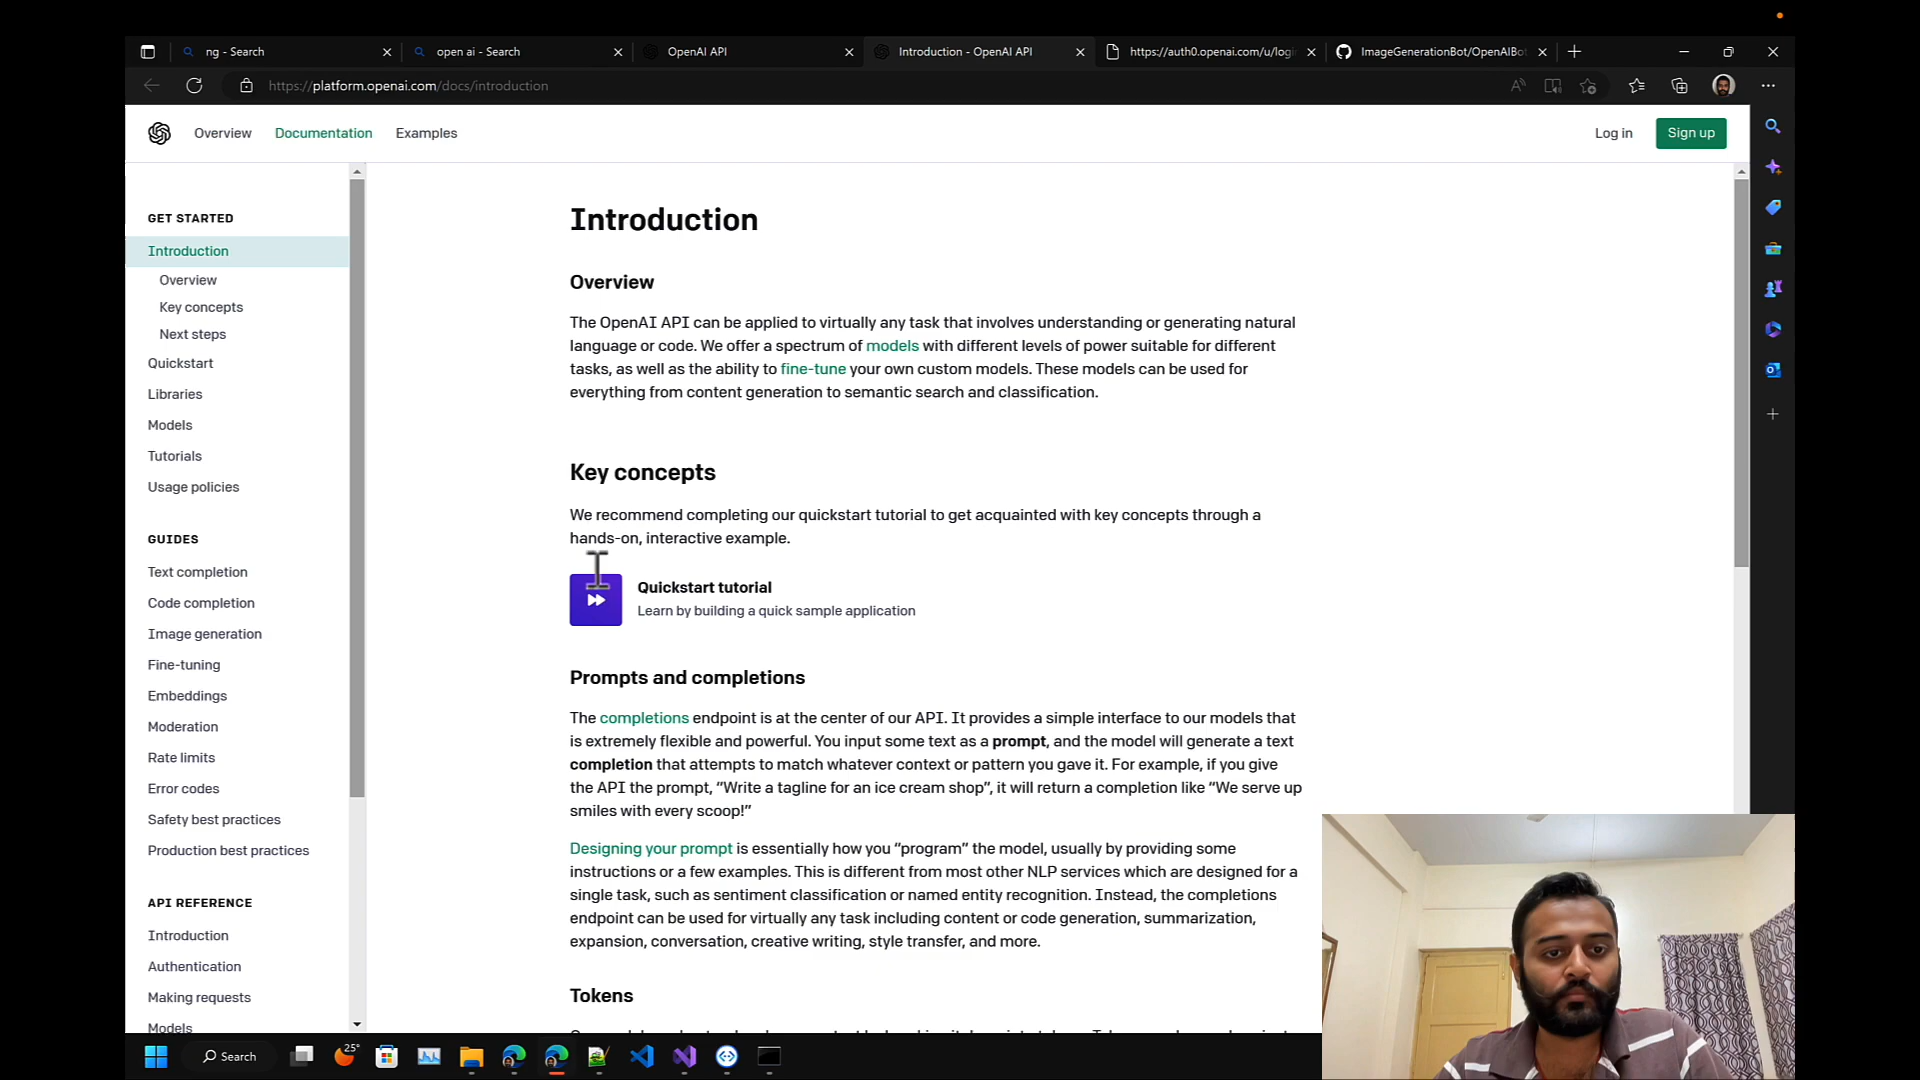 ng - Search
open ai - Search
OpenAI API
Introduction - OpenAI API
https://auth0.openai.com/u/logi
ImageGenerationBot/OpenAIBot
https://platform.openai.com/docs/introduction
Overview
Documentation
Examples
Log in
Sign up
GET STARTED
Introduction
Overview
Key concepts
Next steps
Quickstart
Libraries
Models
Tutorials
Usage policies
GUIDES
Text completion
Code completion
Image generation
Fine-tuning
Embeddings
Moderation
Rate limits
Error codes
Safety best practices
Production best practices
API REFERENCE
Introduction
Authentication
Making requests
Models
Introduction
Overview
The OpenAI API can be applied to virtually any task that involves understanding or generating natural
language or code. We offer a spectrum of models with different levels of power suitable for different
tasks, as well as the ability to fine-tune your own custom models. These models can be used for
everything from content generation to semantic search and classification.
Key concepts
We recommend completing our quickstart tutorial to get acquainted with key concepts through a
hands-on, interactive example.
Quickstart tutorial
Learn by building a quick sample application
Prompts and completions
The completions endpoint is at the center of our API. It provides a simple interface to our models that
is extremely flexible and powerful. You input some text as a prompt, and the model will generate a text
completion that attempts to match whatever context or pattern you gave it. For example, if you give
the API the prompt, “Write a tagline for an ice cream shop”, it will return a completion like “We serve up
smiles with every scoop!”
Designing your prompt is essentially how you “program” the model, usually by providing some
instructions or a few examples. This is different from most other NLP services which are designed for a
single task, such as sentiment classification or named entity recognition. Instead, the completions
endpoint can be used for virtually any task including content or code generation, summarization,
expansion, conversation, creative writing, style transfer, and more.
Tokens
Search
25°